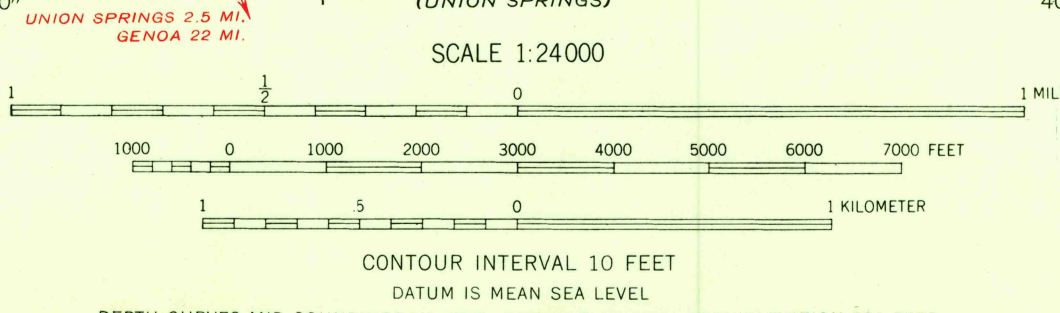 (UNION SPRINGS)
UNION SPRINGS 2.5 MI.
GENOA 22 MI.
SCALE 1:24000
1 1/2 0 1 MIL
1000 0 1000 2000 3000 4000 5000 6000 7000 FEET
1 .5 0 1 KILOMETER
CONTOUR INTERVAL 10 FEET
DATUM IS MEAN SEA LEVEL